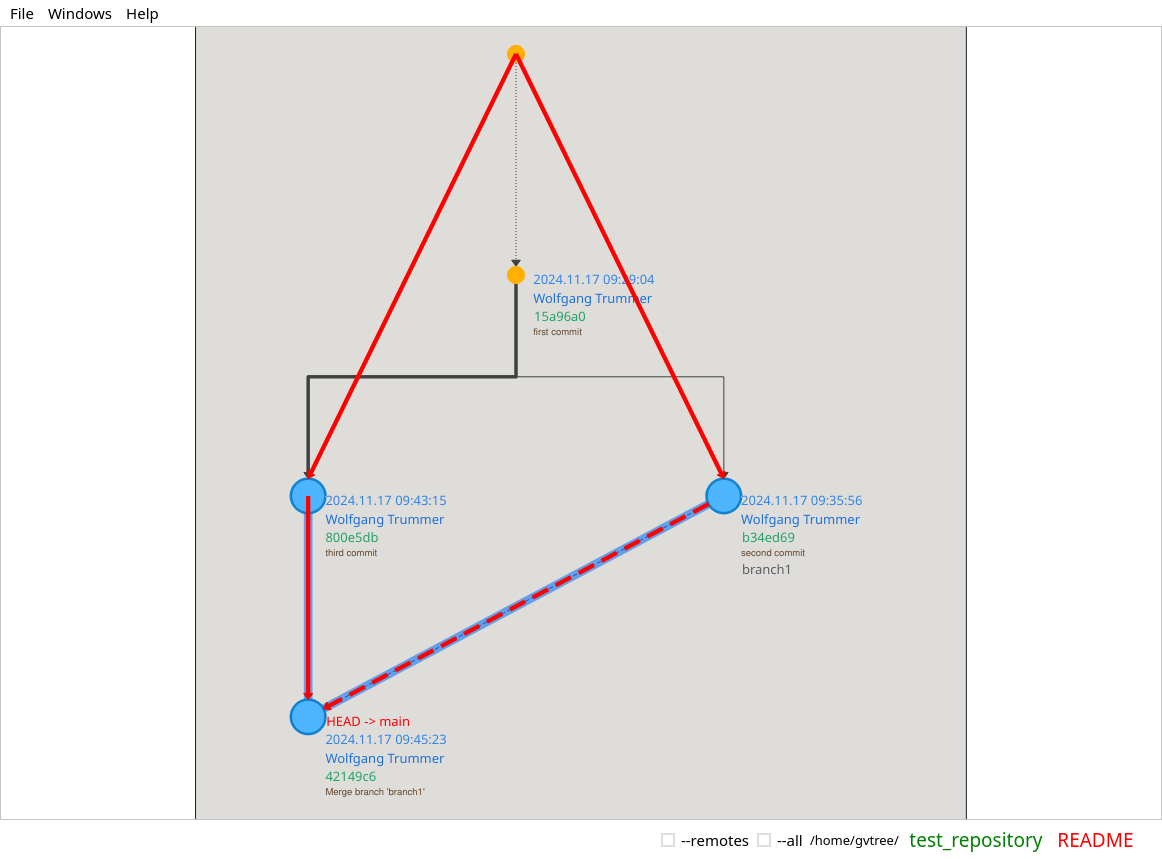 File Windows Help
2024.11.17 09:29:04
Wolfgang Trummer
15a96a0
first commit
2024.11.17 09:43:15
Wolfgang Trummer
800e5db
third commit
2024.11.17 09:35:56
Wolfgang Trummer
b34ed69
second commit
branch1
HEAD -> main
2024.11.17 09:45:23
Wolfgang Trummer
42149c6
Merge branch 'branch1'
--remotes --all /home/gvtree/ test_repository README